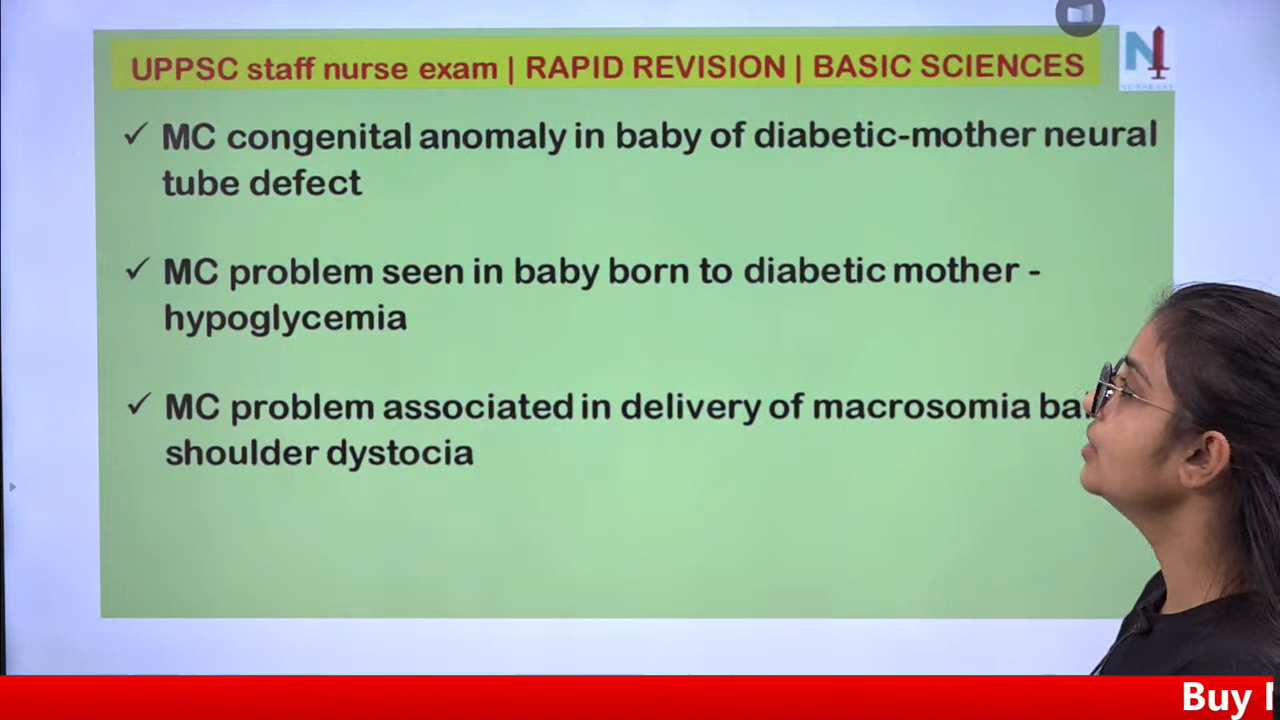 UPPSC staff nurse exam | RAPID REVISION | BASIC SCIENCES
N
✓ MC congenital anomaly in baby of diabetic-mother neural
tube defect
✓ MC problem seen in baby born to diabetic mother -
hypoglycemia
✓ MC problem associated in delivery of macrosomia
shoulder dystocia
Buy